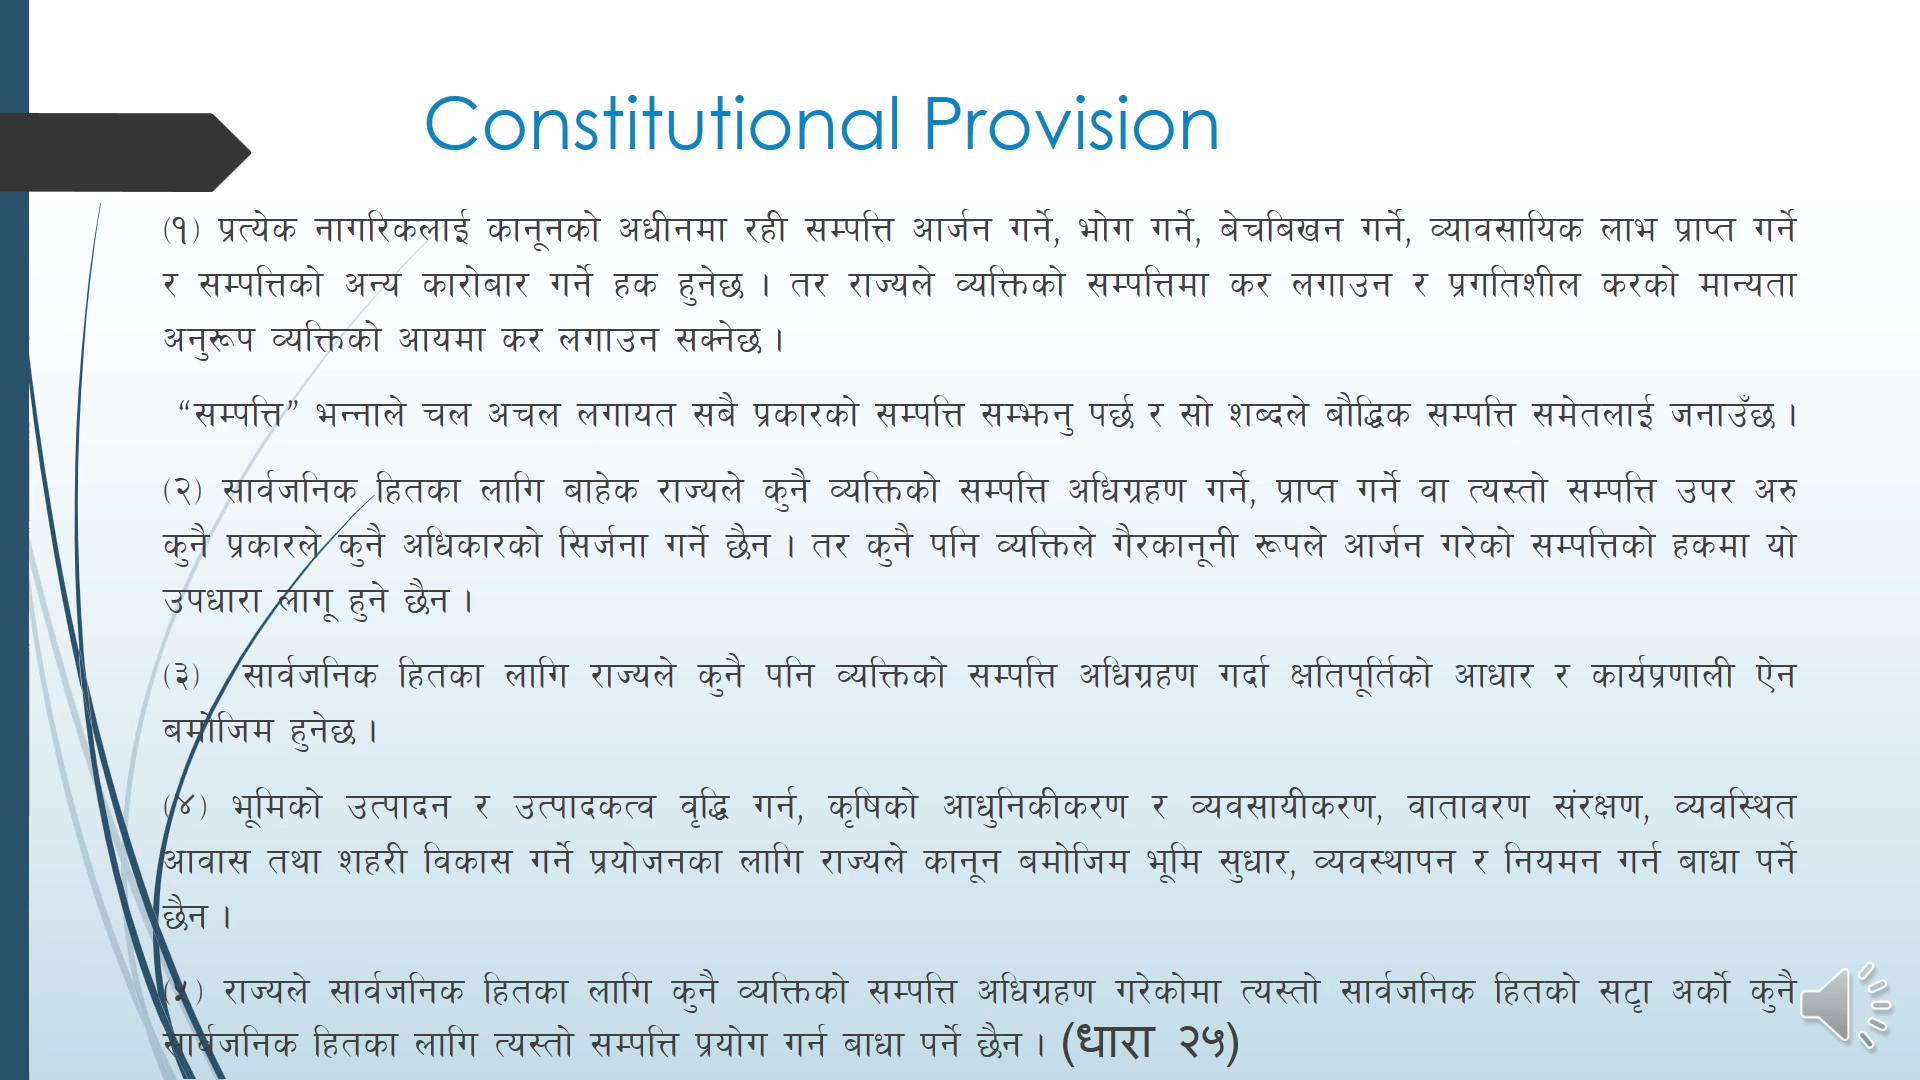 Constitutional Provision
(१) प्रत्येक नागरिकलाई कानूनको अधीनमा रही सम्पत्ति आर्जन गर्ने, भोग गर्ने, बेचबिखन गर्ने, व्यावसायिक लाभ प्राप्त गर्ने
र सम्पत्तिको अन्य कारोबार गर्ने हक हुनेछ । तर राज्यले व्यक्तिको सम्पत्तिमा कर लगाउन र प्रगतिशील करको मान्यता
अनुरूप व्यक्तिको आयमा कर लगाउन सक्नेछ ।
“सम्पत्ति” भन्नाले चल अचल लगायत सबै प्रकारको सम्पत्ति सम्झनु पर्छ र सो शब्दले बौद्धिक सम्पत्ति समेतलाई जनाउँछ ।
(२) सार्वजनिक हितका लागि बाहेक राज्यले कुनै व्यक्तिको सम्पत्ति अधिग्रहण गर्ने, प्राप्त गर्ने वा त्यस्तो सम्पत्ति उपर अरु
कुनै प्रकारले कुनै अधिकारको सिर्जना गर्ने छैन । तर कुनै पनि व्यक्तिले गैरकानूनी रूपले आर्जन गरेको सम्पत्तिको हकमा यो
उपधारा लागू हुने छैन ।
(३) सार्वजनिक हितका लागि राज्यले कुनै पनि व्यक्तिको सम्पत्ति अधिग्रहण गर्दा क्षतिपूर्तिको आधार र कार्यप्रणाली ऐन
बमोजिम हुनेछ ।
(४) भूमिको उत्पादन र उत्पादकत्व वृद्धि गर्न, कृषिको आधुनिकीकरण र व्यवसायीकरण, वातावरण संरक्षण, व्यवस्थित
आवास तथा शहरी विकास गर्ने प्रयोजनका लागि राज्यले कानून बमोजिम भूमि सुधार, व्यवस्थापन र नियमन गर्न बाधा पर्ने
छैन ।
(५) राज्यले सार्वजनिक हितका लागि कुनै व्यक्तिको सम्पत्ति अधिग्रहण गरेकोमा त्यस्तो सार्वजनिक हितको सट्टा अर्को कुनै
सार्वजनिक हितका लागि त्यस्तो सम्पत्ति प्रयोग गर्न बाधा पर्ने छैन । (धारा २५)